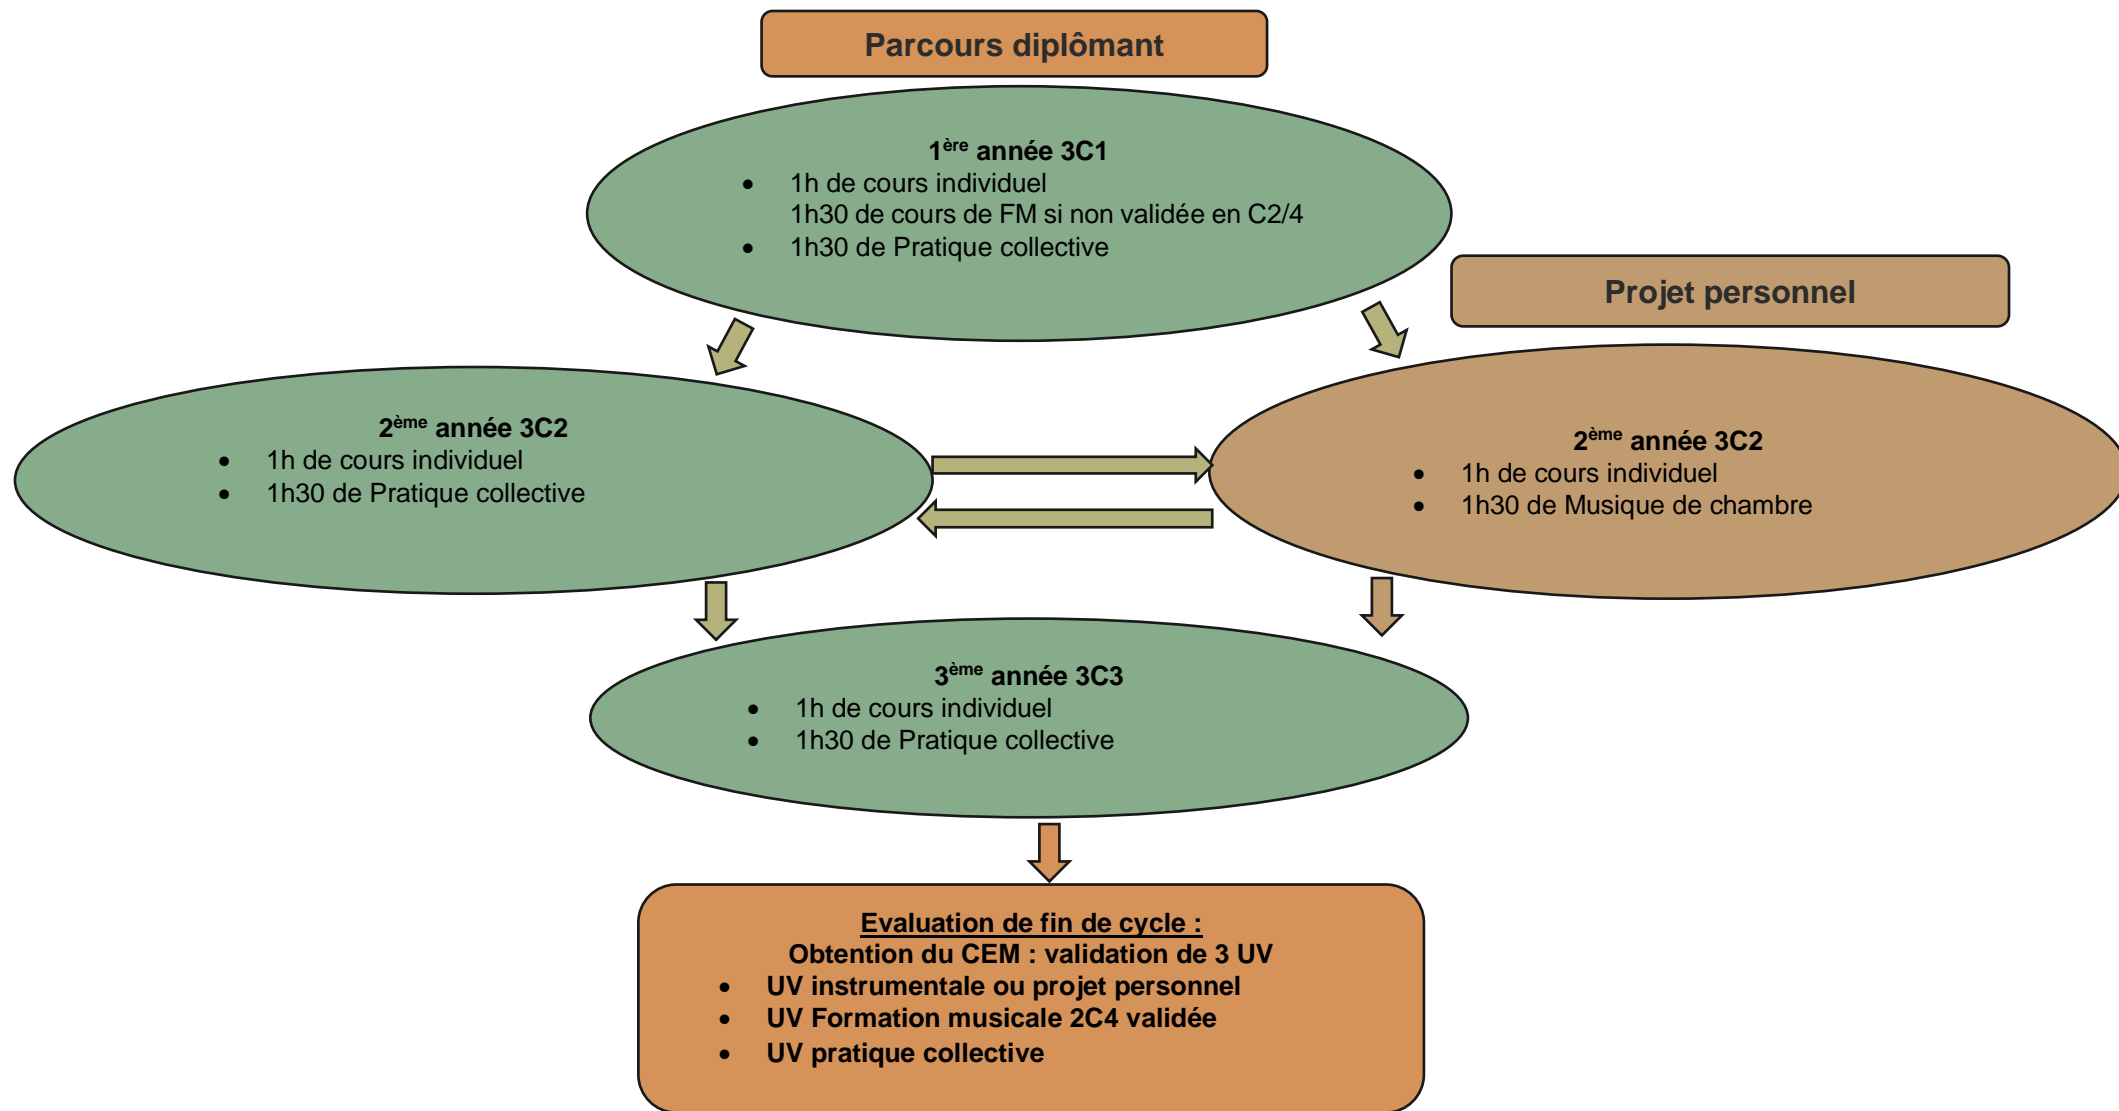 Parcours diplômant
1ère année 3C1
• 1h de cours individuel
1h30 de cours de FM si non validée en C2/4
• 1h30 de Pratique collective
Projet personnel
2ème année 3C2
• 1h de cours individuel
• 1h30 de Pratique collective
2ème année 3C2
• 1h de cours individuel
• 1h30 de Musique de chambre
3ème année 3C3
• 1h de cours individuel
• 1h30 de Pratique collective
Evaluation de fin de cycle :
Obtention du CEM : validation de 3 UV
• UV instrumentale ou projet personnel
• UV Formation musicale 2C4 validée
• UV pratique collective